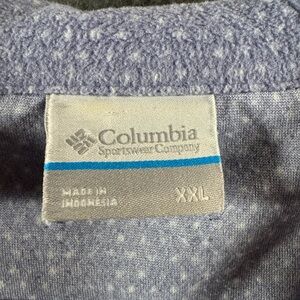 Columbia
Sportswear Company
MADE IN
INDONESIA
XXL